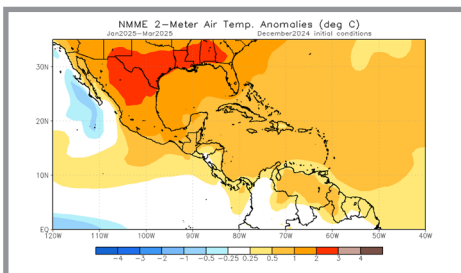 NMME 2-Meter Air Temp. Anomalies (deg C)
Jan2025-Mar2025 December2024 initial conditions
30N
20N
10N
EQ
120W 110W 100W 90W 80W 70W 60W 50W 40W
-4 -3 -2 -1 -0.5 -0.25 0.25 0.5 1 2 3 4